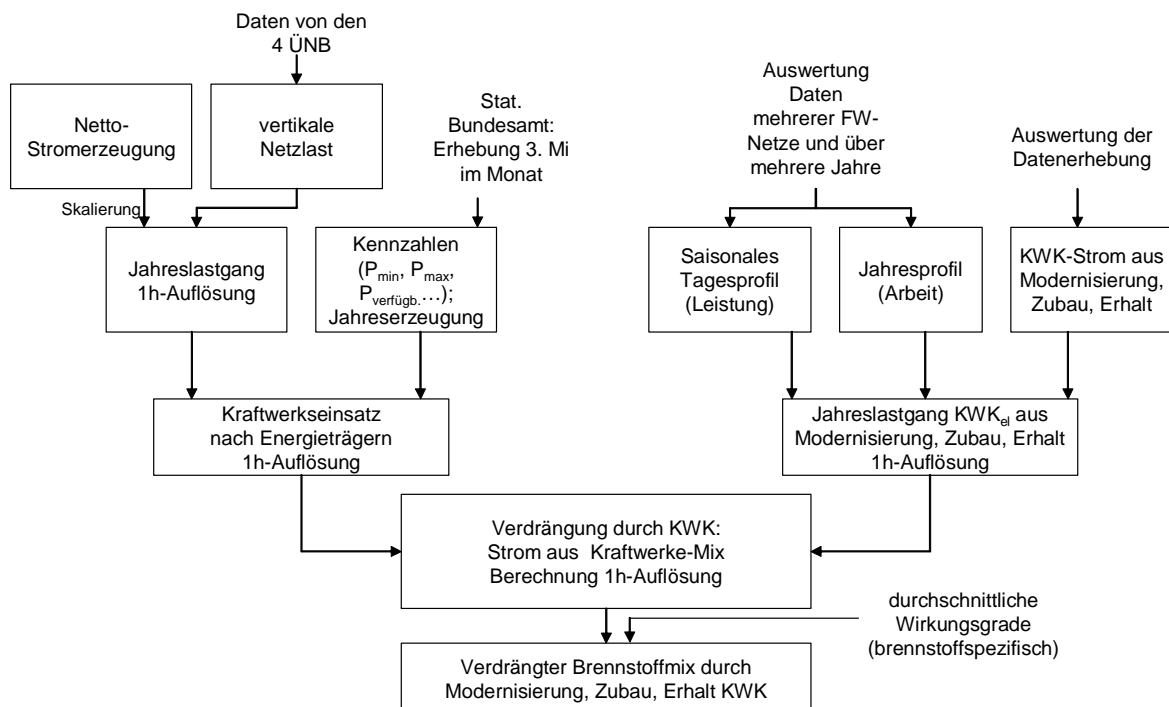 Daten von den
4 ÜNB
Netto-
Stromerzeugung
vertikale
Netzlast
Stat.
Bundesamt:
Erhebung 3. Mi
im Monat
Auswertung
Daten
mehrerer FW-
Netze und über
mehrere Jahre
Auswertung der
Datenerhebung
Skalierung
Jahreslastgang
1h-Auflösung
Kennzahlen
(Pmin, Pmax,
Pverfügb.…);
Jahreserzeugung
Saisonales
Tagesprofil
(Leistung)
Jahresprofil
(Arbeit)
KWK-Strom aus
Modernisierung,
Zubau, Erhalt
Kraftwerkseinsatz
nach Energieträgern
1h-Auflösung
Jahreslastgang KWKel aus
Modernisierung, Zubau, Erhalt
1h-Auflösung
Verdrängung durch KWK:
Strom aus Kraftwerke-Mix
Berechnung 1h-Auflösung
durchschnittliche
Wirkungsgrade
(brennstoffspezifisch)
Verdrängter Brennstoffmix durch
Modernisierung, Zubau, Erhalt KWK